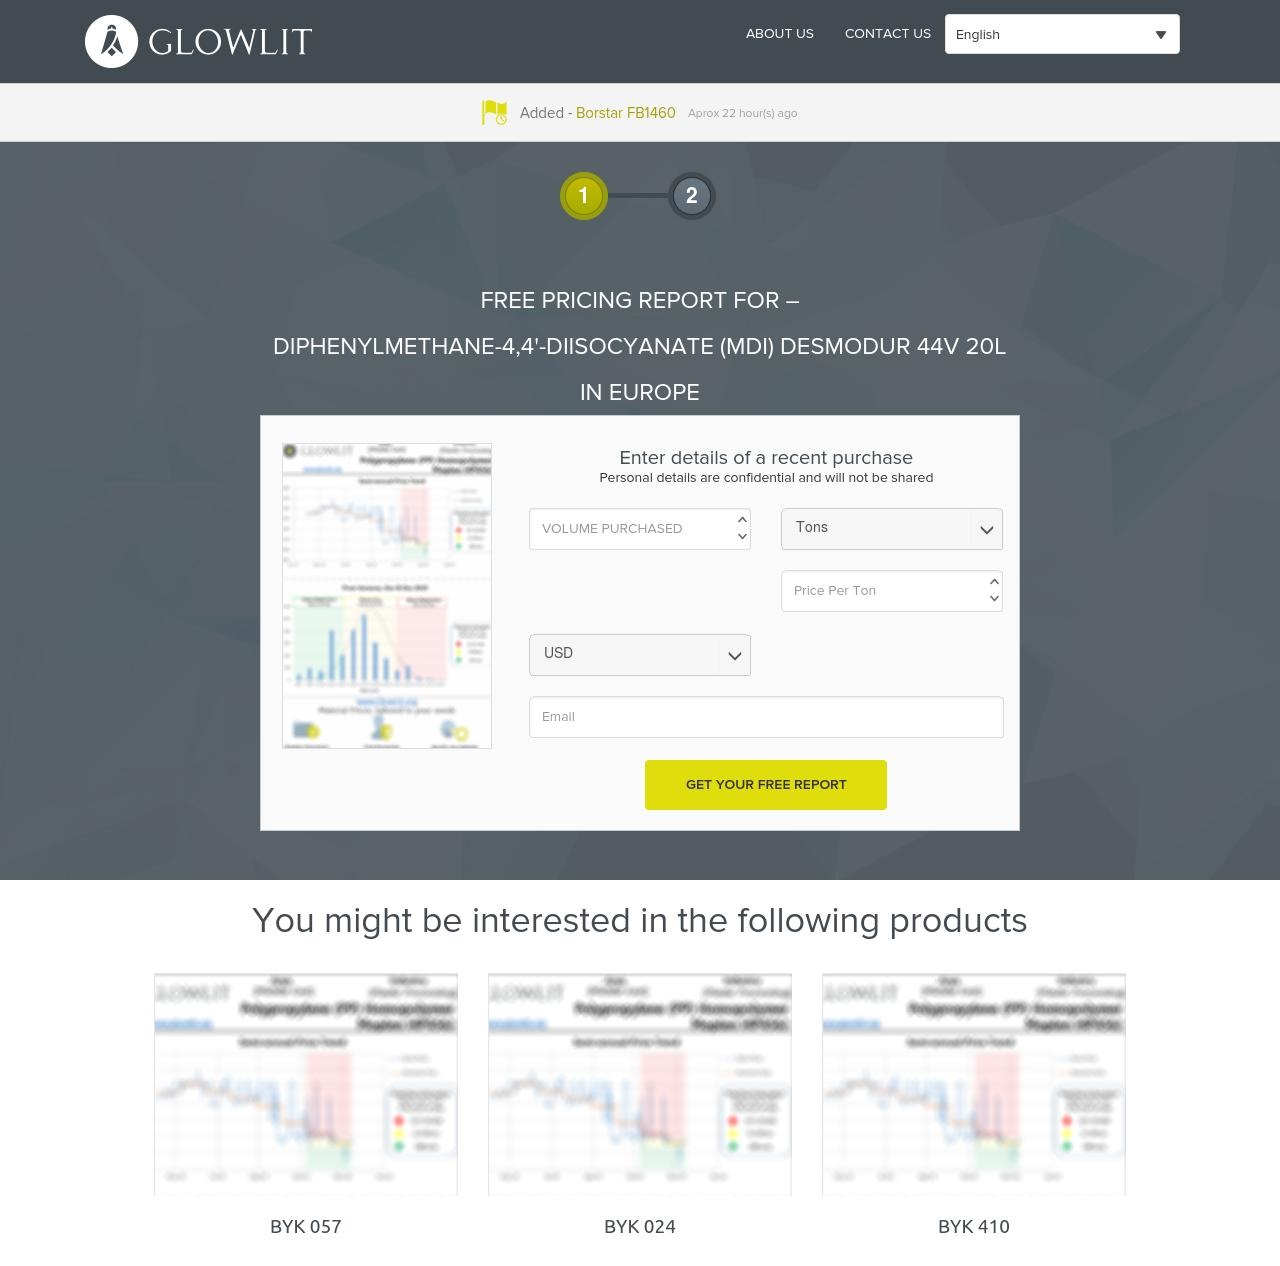 GLOWLIT
ABOUT US
CONTACT US
English
Added - Borstar FB1460 Aprox 22 hour(s) ago
1
2
FREE PRICING REPORT FOR –
DIPHENYLMETHANE-4,4'-DIISOCYANATE (MDI) DESMODUR 44V 20L
IN EUROPE
Enter details of a recent purchase
Personal details are confidential and will not be shared
VOLUME PURCHASED
Tons
Price Per Ton
USD
Email
GET YOUR FREE REPORT
You might be interested in the following products
BYK 057
BYK 024
BYK 410